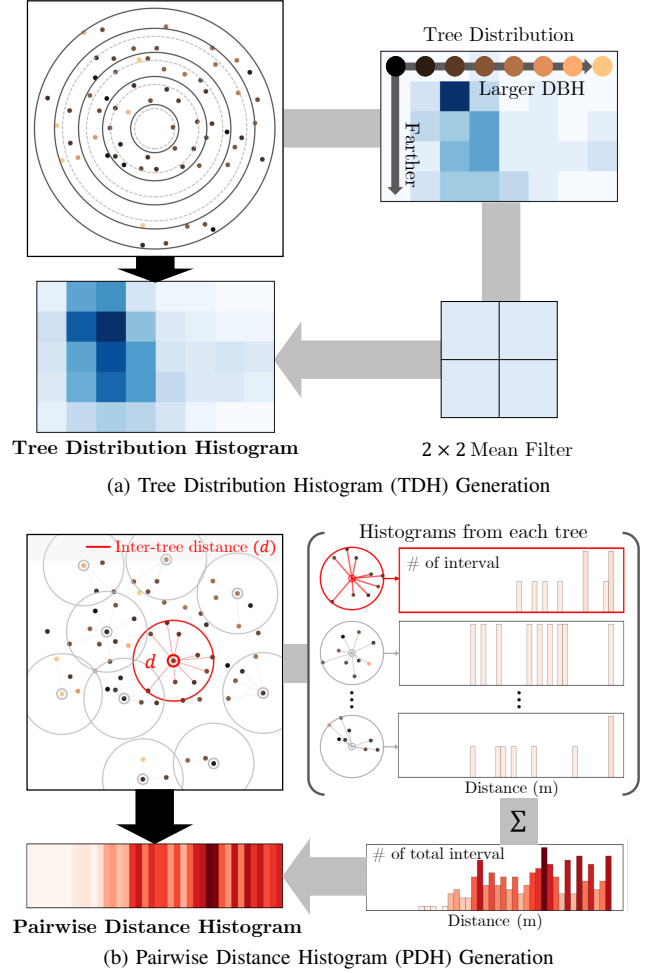 Tree Distribution
Larger DBH
Farther
Tree Distribution Histogram
2 × 2 Mean Filter
(a) Tree Distribution Histogram (TDH) Generation
Inter-tree distance (d)
d
Histograms from each tree
# of interval
Distance (m)
Σ
# of total interval
Distance (m)
Pairwise Distance Histogram
(b) Pairwise Distance Histogram (PDH) Generation